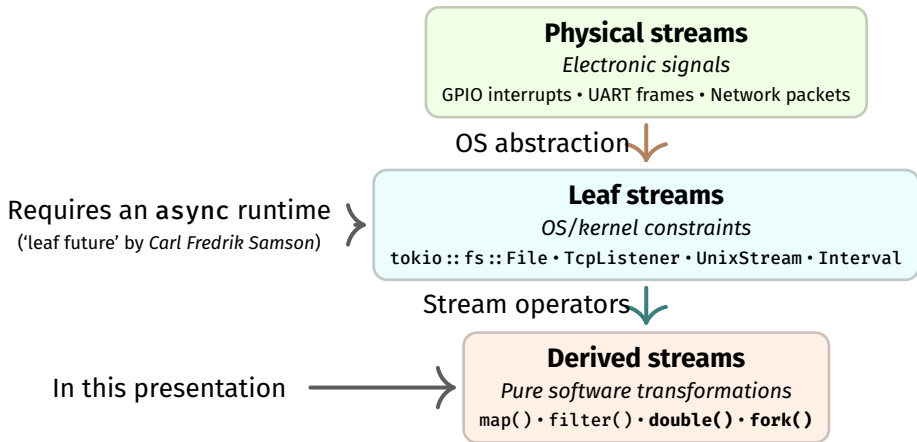 Physical streams
Electronic signals
GPIO interrupts • UART frames • Network packets
OS abstraction
Leaf streams
OS/kernel constraints
tokio::fs::File • TcpListener • UnixStream • Interval
Requires an async runtime
(‘leaf future’ by Carl Fredrik Samson)
Stream operators
Derived streams
Pure software transformations
map() • filter() • double() • fork()
In this presentation